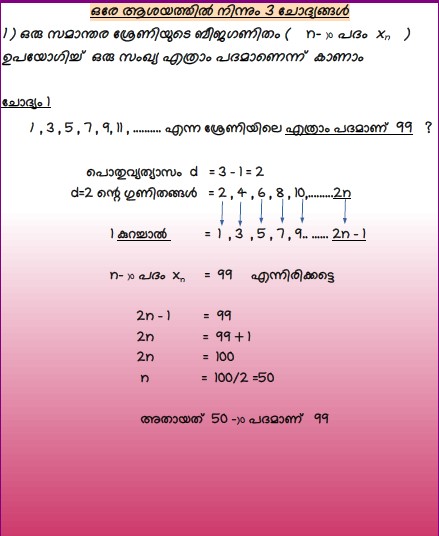 ഒരേ ആശയത്തിൽ നിന്നും 3 ചോദ്യങ്ങൾ
1) ഒരു സമാന്തര ശ്രേണിയുടെ ബീജഗണിതം ( n-ാം പദം xₙ )
ഉപയോഗിച്ച് ഒരു സംഖ്യ എത്രാം പദമാണെന്ന് കാണാം
ചോദ്യം 1
1 , 3 , 5 , 7 , 9, 11 , .......... എന്ന ശ്രേണിയിലെ എത്രാം പദമാണ് 99 ?
പൊതുവ്യത്യാസം d = 3 - 1 = 2
d=2 ന്റെ ഗുണിതങ്ങൾ = 2 , 4 , 6 , 8 , 10,.........2n
1 കുറച്ചാൽ = 1 , 3 , 5 , 7 , 9.. ...... 2n - 1
n-ാം പദം xₙ = 99 എന്നിരിക്കട്ടെ
2n - 1 = 99
2n = 99 + 1
2n = 100
n = 100/2 =50
അതായത് 50 -ാം പദമാണ് 99